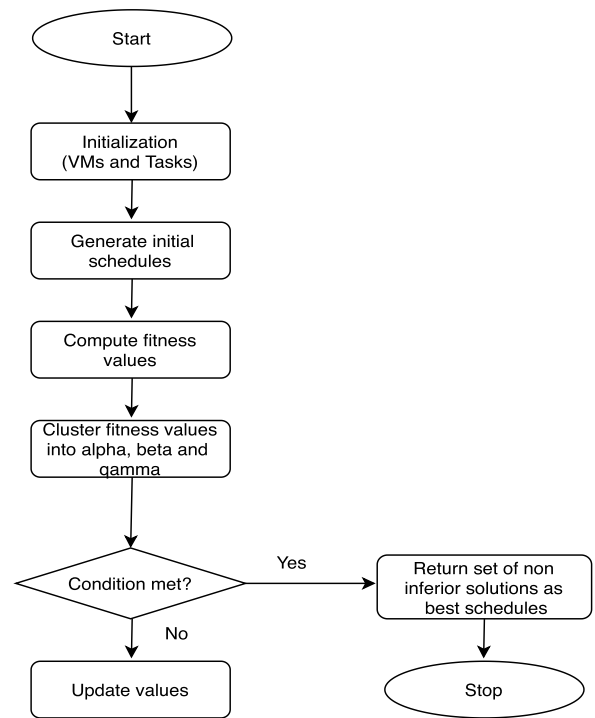 Start
Initialization
(VMs and Tasks)
Generate initial
schedules
Compute fitness
values
Cluster fitness values
into alpha, beta and
gamma
Condition met?
Yes
Return set of non
inferior solutions as
best schedules
No
Update values
Stop